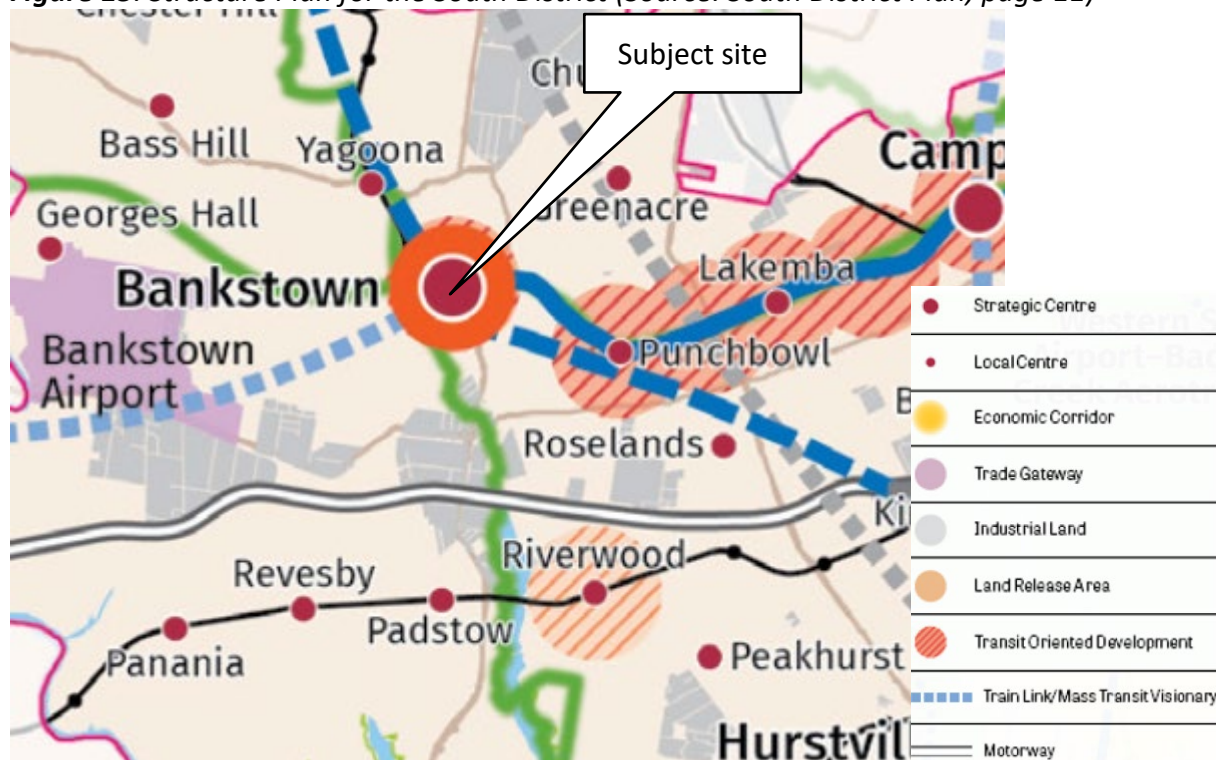 Subject site
Bass Hill
Yagoona
Georges Hall
Greenacre
Camp
Bankstown
Lakemba
Bankstown
Airport
Punchbowl
Roselands
Riverwood
Revesby
Padstow
Panania
Peakhurst
Hurstvil
Strategic Centre
Local Centre
Economic Corridor
Trade Gateway
Industrial Land
Land Release Area
Transit Oriented Development
Train Link/Mass Transit Visionary
Motorway